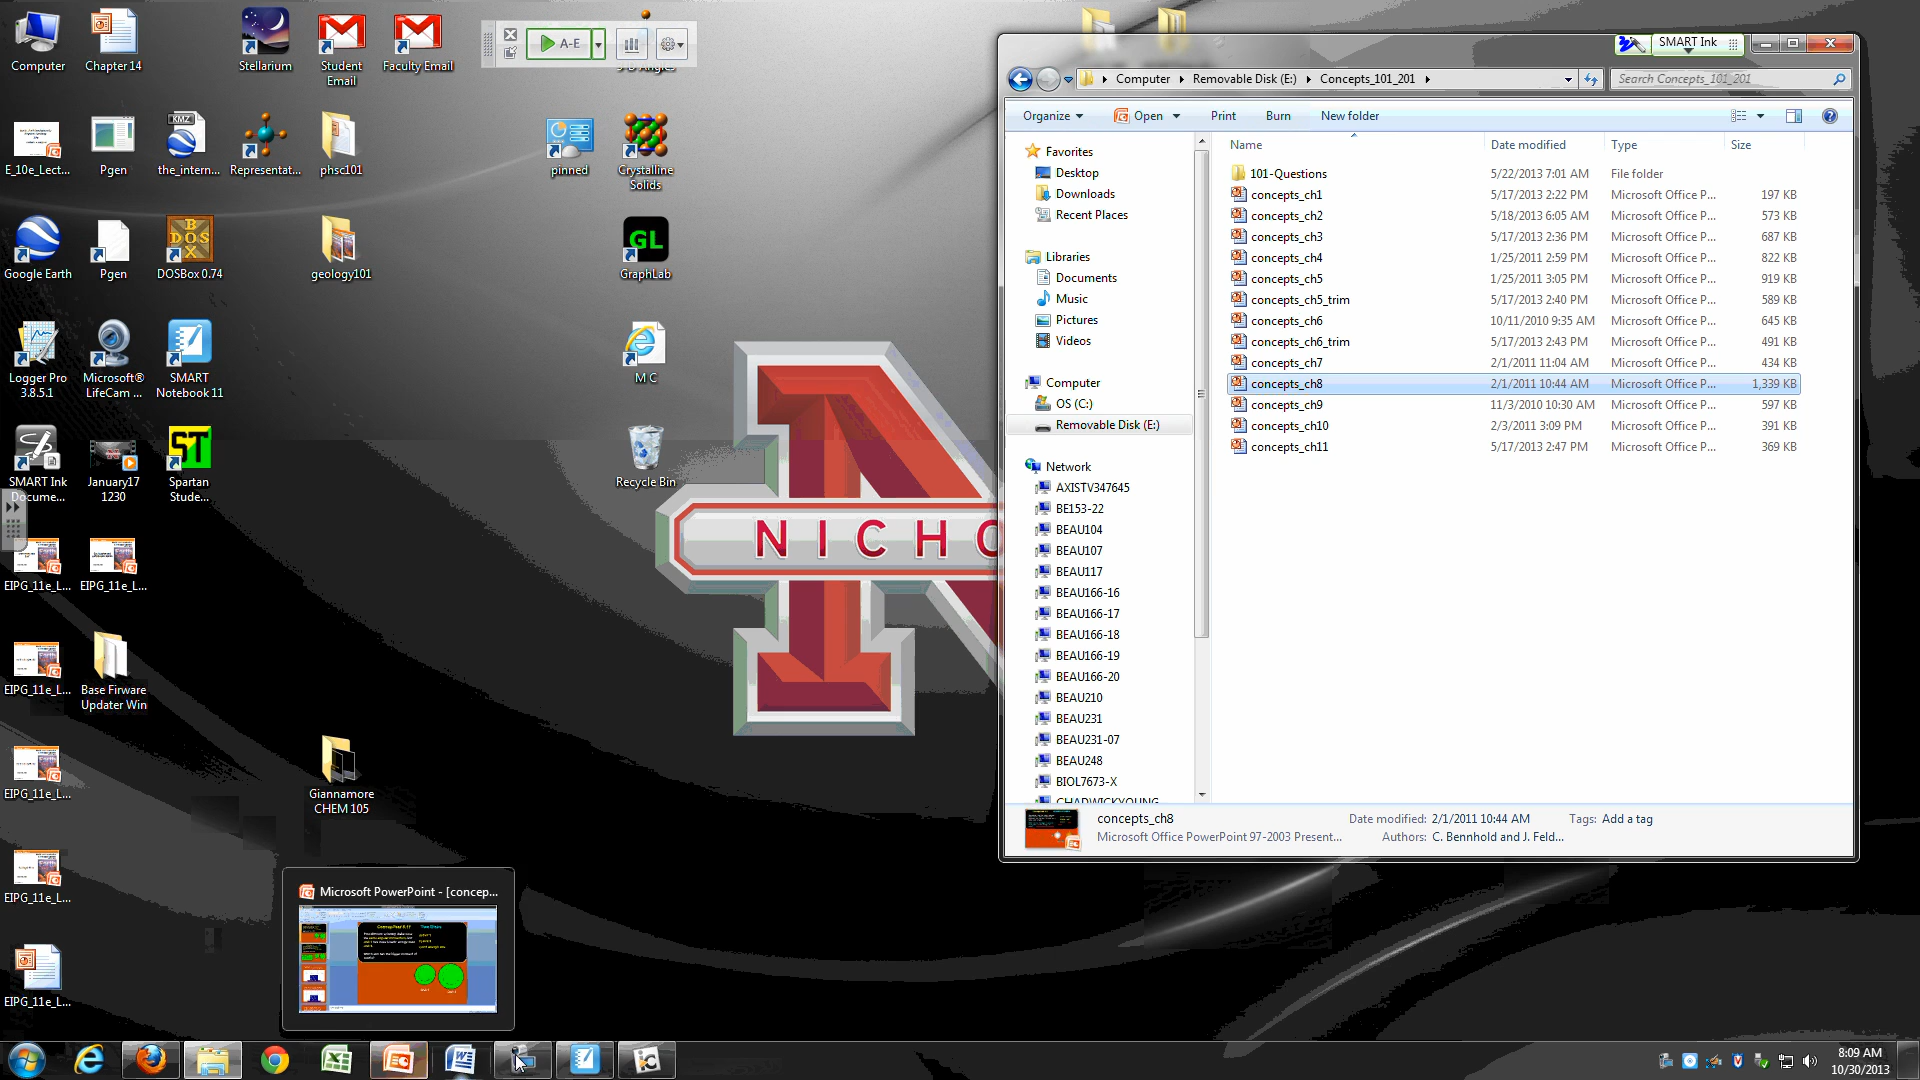 Computer
Chapter 14
Stellarium
Student Email
Faculty Email
A-E
E_10e_Lect...
Pgen
KMZ
the_intern...
Representat...
phsc101
pinned
Crystalline Solids
Google Earth
Pgen
DOSBox 0.74
geology101
GL
GraphLab
Logger Pro 3.8.5.1
Microsoft® LifeCam ...
SMART Notebook 11
M C
SMART Ink Docume...
January17 1230
ST
Spartan Stude...
Recycle Bin
NICHO
EIPG_11e_L...
EIPG_11e_L...
EIPG_11e_L...
Base Firware Updater Win
EIPG_11e_L...
Giannamore CHEM 105
EIPG_11e_L...
EIPG_11e_L...
Microsoft PowerPoint - [concep...
SMART Ink
Computer Removable Disk (E:) Concepts_101_201
Search Concepts_101_201
Organize Open Print Burn New folder
Favorites
Desktop
Downloads
Recent Places
Libraries
Documents
Music
Pictures
Videos
Computer
OS (C:)
Removable Disk (E:)
Network
AXISTV347645
BE153-22
BEAU104
BEAU107
BEAU117
BEAU166-16
BEAU166-17
BEAU166-18
BEAU166-19
BEAU166-20
BEAU210
BEAU231
BEAU231-07
BEAU248
BIOL7673-X
CHADWICKYOUNG
Name Date modified Type Size
101-Questions 5/22/2013 7:01 AM File folder
concepts_ch1 5/17/2013 2:22 PM Microsoft Office P... 197 KB
concepts_ch2 5/18/2013 6:05 AM Microsoft Office P... 573 KB
concepts_ch3 5/17/2013 2:36 PM Microsoft Office P... 687 KB
concepts_ch4 1/25/2011 2:59 PM Microsoft Office P... 822 KB
concepts_ch5 1/25/2011 3:05 PM Microsoft Office P... 919 KB
concepts_ch5_trim 5/17/2013 2:40 PM Microsoft Office P... 589 KB
concepts_ch6 10/11/2010 9:35 AM Microsoft Office P... 645 KB
concepts_ch6_trim 5/17/2013 2:43 PM Microsoft Office P... 491 KB
concepts_ch7 2/1/2011 11:04 AM Microsoft Office P... 434 KB
concepts_ch8 2/1/2011 10:44 AM Microsoft Office P... 1,339 KB
concepts_ch9 11/3/2010 10:30 AM Microsoft Office P... 597 KB
concepts_ch10 2/3/2011 3:09 PM Microsoft Office P... 391 KB
concepts_ch11 5/17/2013 2:47 PM Microsoft Office P... 369 KB
concepts_ch8 Date modified: 2/1/2011 10:44 AM Tags: Add a tag
Microsoft Office PowerPoint 97-2003 Present... Authors: C. Bennhold and J. Feld...
8:09 AM
10/30/2013